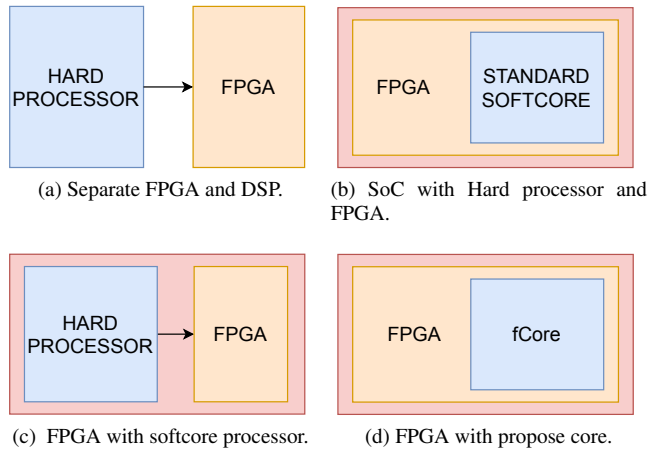 HARD
PROCESSOR
FPGA
(a) Separate FPGA and DSP.
FPGA
STANDARD
SOFTCORE
(b) SoC with Hard processor and
FPGA.
HARD
PROCESSOR
FPGA
(c) FPGA with softcore processor.
FPGA
fCore
(d) FPGA with propose core.